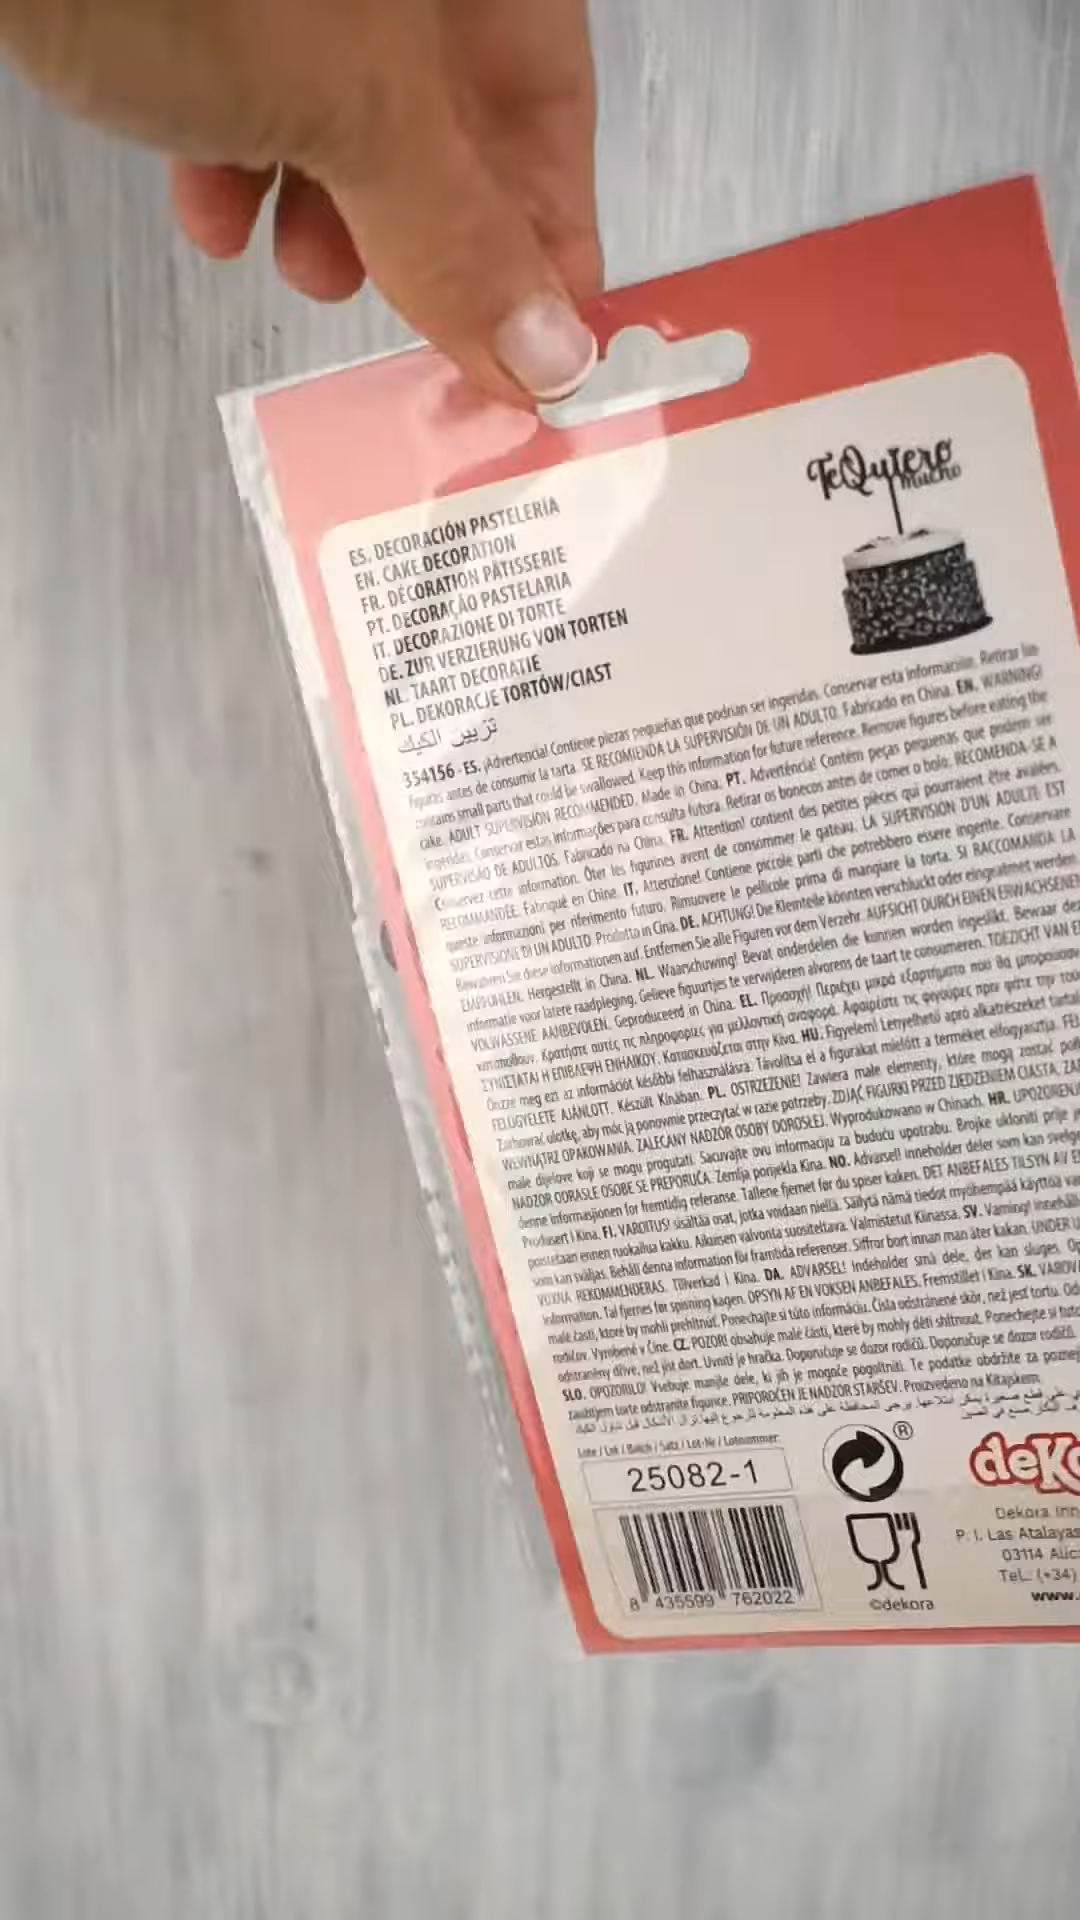 TeQuiero
mucho
ES. DECORACIÓN PASTELERÍA
EN. CAKE DECORATION
FR. DÉCORATION PÂTISSERIE
PT. DECORAÇÃO PASTELARIA
IT. DECORAZIONE DI TORTE
DE. ZUR VERZIERUNG VON TORTEN
NL. TAART DECORATIE
PL. DEKORACJE TORTÓW/CIAST
تزيين الكيك
354156 - ES. ¡Advertencia! Contiene piezas pequeñas que podrían ser ingeridas. Conservar esta información. Retirar las
figuras antes de consumir la tarta. SE RECOMIENDA LA SUPERVISIÓN DE UN ADULTO. Fabricado en China. EN. WARNING!
contains small parts that could be swallowed. Keep this information for future reference. Remove figures before eating the
cake. ADULT SUPERVISION RECOMMENDED. Made in China. PT. Advertência! Contém peças pequenas que podem ser
ingeridas. Conservar estas informações para consulta futura. Retirar os bonecos antes de comer o bolo. RECOMENDA-SE A
SUPERVISÃO DE ADULTOS. Fabricado na China. FR. Attention! contient des petites pièces qui pourraient être avalées.
Conservez cette information. Ôter les figurines avent de consommer le gateau. LA SUPERVISION D'UN ADULTE EST
RECOMMANDÉE. Fabriqué en Chine. IT. Attenzione! Contiene piccole parti che potrebbero essere ingerite. Conservare
queste informazioni per riferimento futuro. Rimuovere le pellicole prima di mangiare la torta. SI RACCOMANDA LA
SUPERVISIONE DI UN ADULTO. Prodotto in Cina. DE. ACHTUNG! Die Kleinteile könnten verschluckt oder eingeatmet werden.
Bewahren Sie diese Informationen auf. Entfernen Sie alle Figuren vor dem Verzehr. AUFSICHT DURCH EINEN ERWACHSENEN
EMPFOHLEN. Hergestellt in China. NL. Waarschuwing! Bevat onderdelen die kunnen worden ingeslikt. Bewaar
informatie voor latere raadpleging. Gelieve figuurtjes te verwijderen alvorens de taart te consumeren. TOEZICHT VAN
VOLWASSENE AANBEVOLEN. Geproduceerd in China. EL. Προσοχή! Περιέχει μικρά εξαρτήματα που θα
Κρατήστε αυτές τις πληροφορίες για μελλοντική αναφορά. Αφαιρέστε τις φιγούρες πριν φάτε την
ΣΥΝΙΣΤΑΤΑΙ Η ΕΠΙΒΛΕΨΗ ΕΝΗΛΙΚΟΥ. Κατασκευάζεται στην Κίνα. HU. Figyelem! Lenyelhető apró alkatrészeket
Őrizze meg ezt az információt későbbi felhasználásra. Távolítsa el a figurákat mielőtt a terméket elfogyasztja.
FELÜGYELETE AJÁNLOTT. Készült Kínában. PL. OSTRZEŻENIE! Zawiera małe elementy, które mogą zostać
Zachować ulotkę, aby móc ją ponownie przeczytać w razie potrzeby. ZDJĄĆ FIGURKI PRZED ZJEDZENIEM CIASTA.
WEWNĄTRZ OPAKOWANIA. ZALECANY NADZÓR OSOBY DOROSŁEJ. Wyprodukowano w Chinach. HR.
male dijelove koji se mogu progutati. Sacuvajte ovu informaciju za buduću upotrebu. Brojke ukloniti prije
NADZOR ODRASLE OSOBE SE PREPORUČA. Zemlja porijekla Kina. NO. Advarsel! inneholder deler som kan
denne informasjonen for fremtidig referanse. Tallene fjernet før du spiser kaken. DET ANBEFALES TILSYN AV
Produsert i Kina. FI. VAROITUS! sisältää osat, jotka voidaan niellä. Säilytä nämä tiedot myöhempää käyttöä
poistetaan ennen ruokailua kakku. Aikuisen valvonta suositeltava. Valmistetut Kiinassa. SV. Varning!
som kan sväljas. Behåll denna information för framtida referenser. Siffror bort innan man äter kakan. UNDER
VUXNA REKOMMENDERAS. Tillverkad i Kina. DA. ADVARSEL! Indeholder små dele, der kan sluges.
information. Tal fjernes før spisning kagen. OPSYN AF EN VOKSEN ANBEFALES. Fremstillet i Kina. SK.
malé časti, ktoré by mohli prehltnúť. Ponechajte si túto informáciu. Čísla odstránené skôr, než jesť tortu.
rodičov. Vyrobené v Číne. CZ. POZOR! obsahuje malé části, které by mohly děti shltnout. Ponechejte si
odstraněny dříve, než jíst dort. Uvnitř je hračka. Doporučuje se dozor rodičů. Doporučuje se dozor rodičů.
SLO. OPOZORILO! Vsebuje manjše dele, ki jih je mogoče pogoltniti. Te podatke obdržite za
zaužitjem torte odstranite figurice. PRIPOROČEN JE NADZOR STARŠEV. Proizvedeno na Kitajskem.
Lote / Lot / Batch / Satz / Lot-Nr / Lotnummer:
25082-1
8 435599 762022
®
©dekora
Dekora
P. I. Las Atalayas
03114
Tel. (+34)
www.